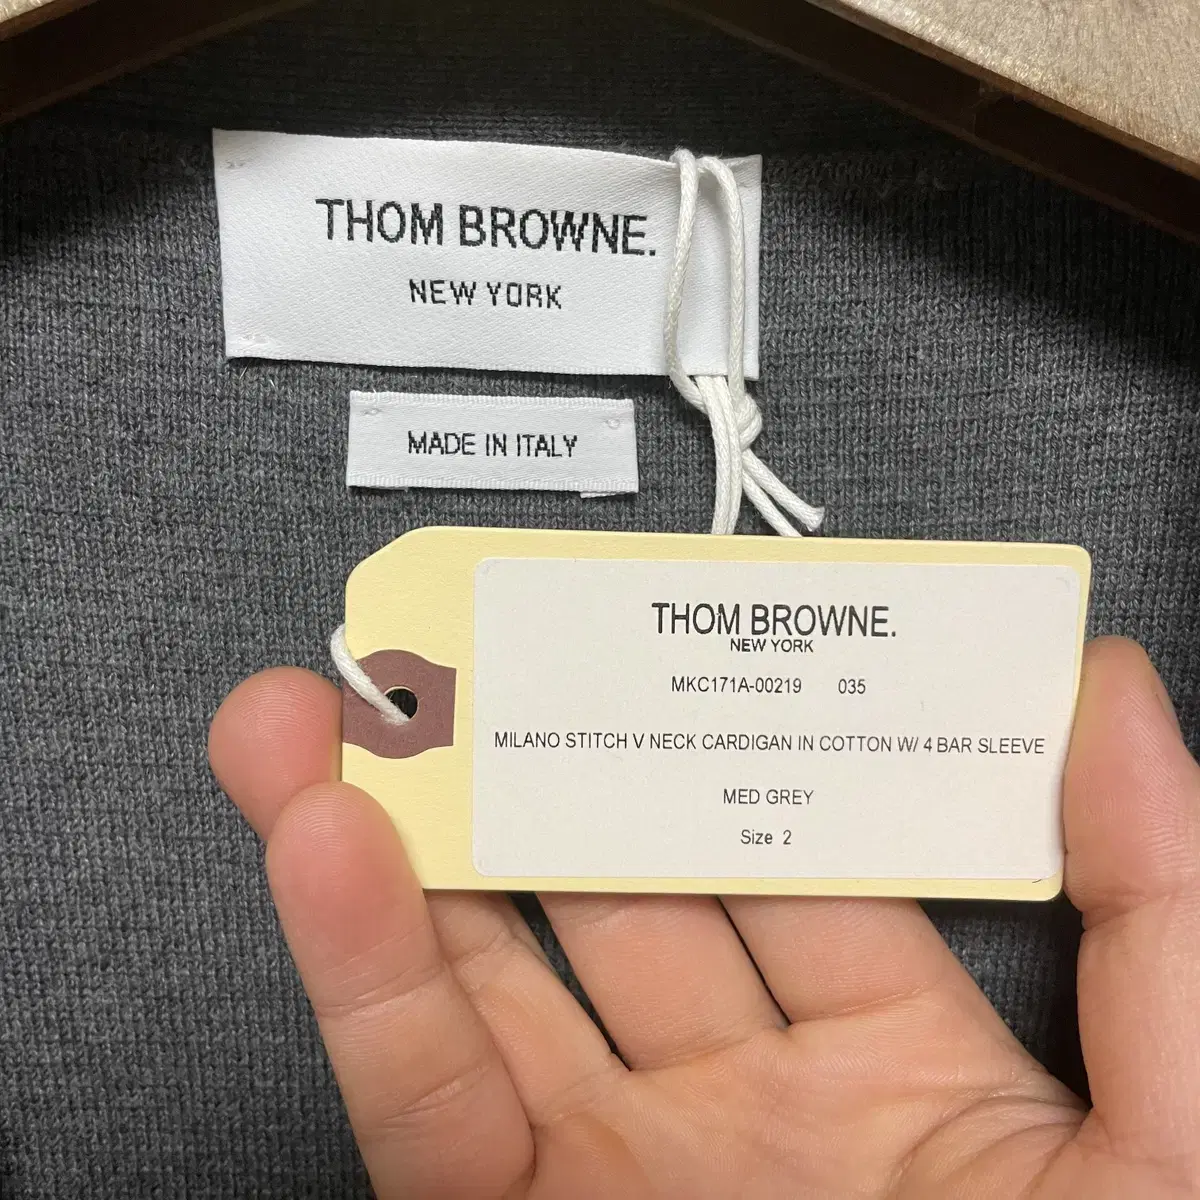 THOM BROWNE.
NEW YORK
MADE IN ITALY
THOM BROWNE.
NEW YORK
MKC171A-00219 035
MILANO STITCH V NECK CARDIGAN IN COTTON W/ 4 BAR SLEEVE
MED GREY
Size 2